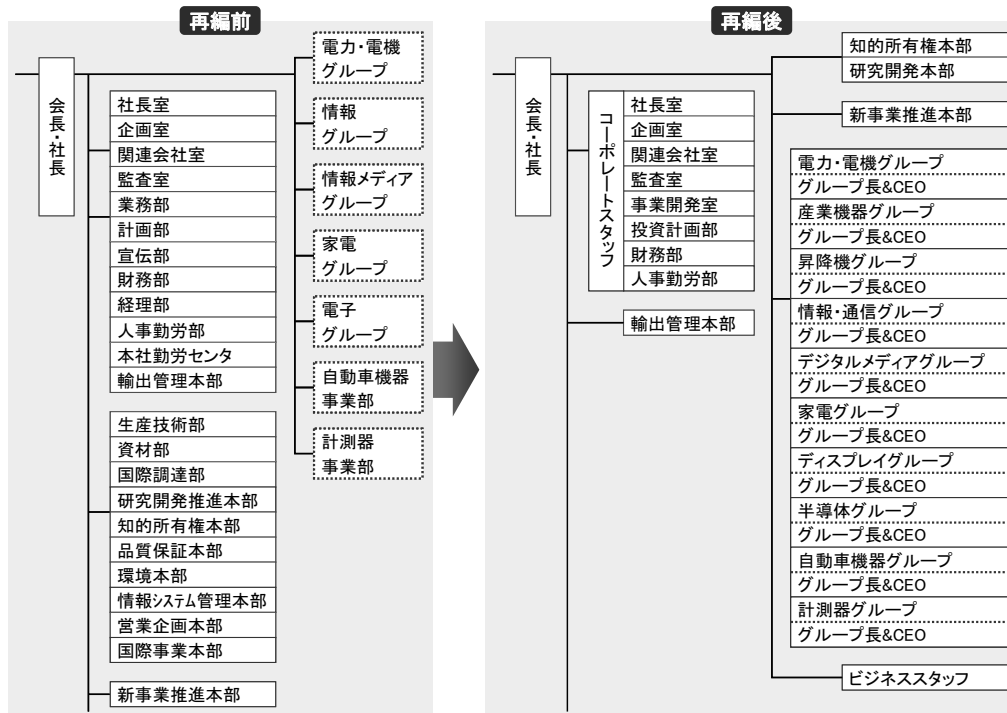 再編前
会長・社長
社長室
企画室
関連会社室
監査室
業務部
計画部
宣伝部
財務部
経理部
人事勤労部
本社勤労センタ
輸出管理本部
生産技術部
資材部
国際調達部
研究開発推進本部
知的所有権本部
品質保証本部
環境本部
情報システム管理本部
営業企画本部
国際事業本部
新事業推進本部
電力・電機
グループ
情報
グループ
情報メディア
グループ
家電
グループ
電子
グループ
自動車機器
事業部
計測器
事業部
再編後
会長・社長
コーポレートスタッフ
社長室
企画室
関連会社室
監査室
事業開発室
投資計画部
財務部
人事勤労部
輸出管理本部
知的所有権本部
研究開発本部
新事業推進本部
電力・電機グループ
グループ長&CEO
産業機器グループ
グループ長&CEO
昇降機グループ
グループ長&CEO
情報・通信グループ
グループ長&CEO
デジタルメディアグループ
グループ長&CEO
家電グループ
グループ長&CEO
ディスプレイグループ
グループ長&CEO
半導体グループ
グループ長&CEO
自動車機器グループ
グループ長&CEO
計測器グループ
グループ長&CEO
ビジネススタッフ